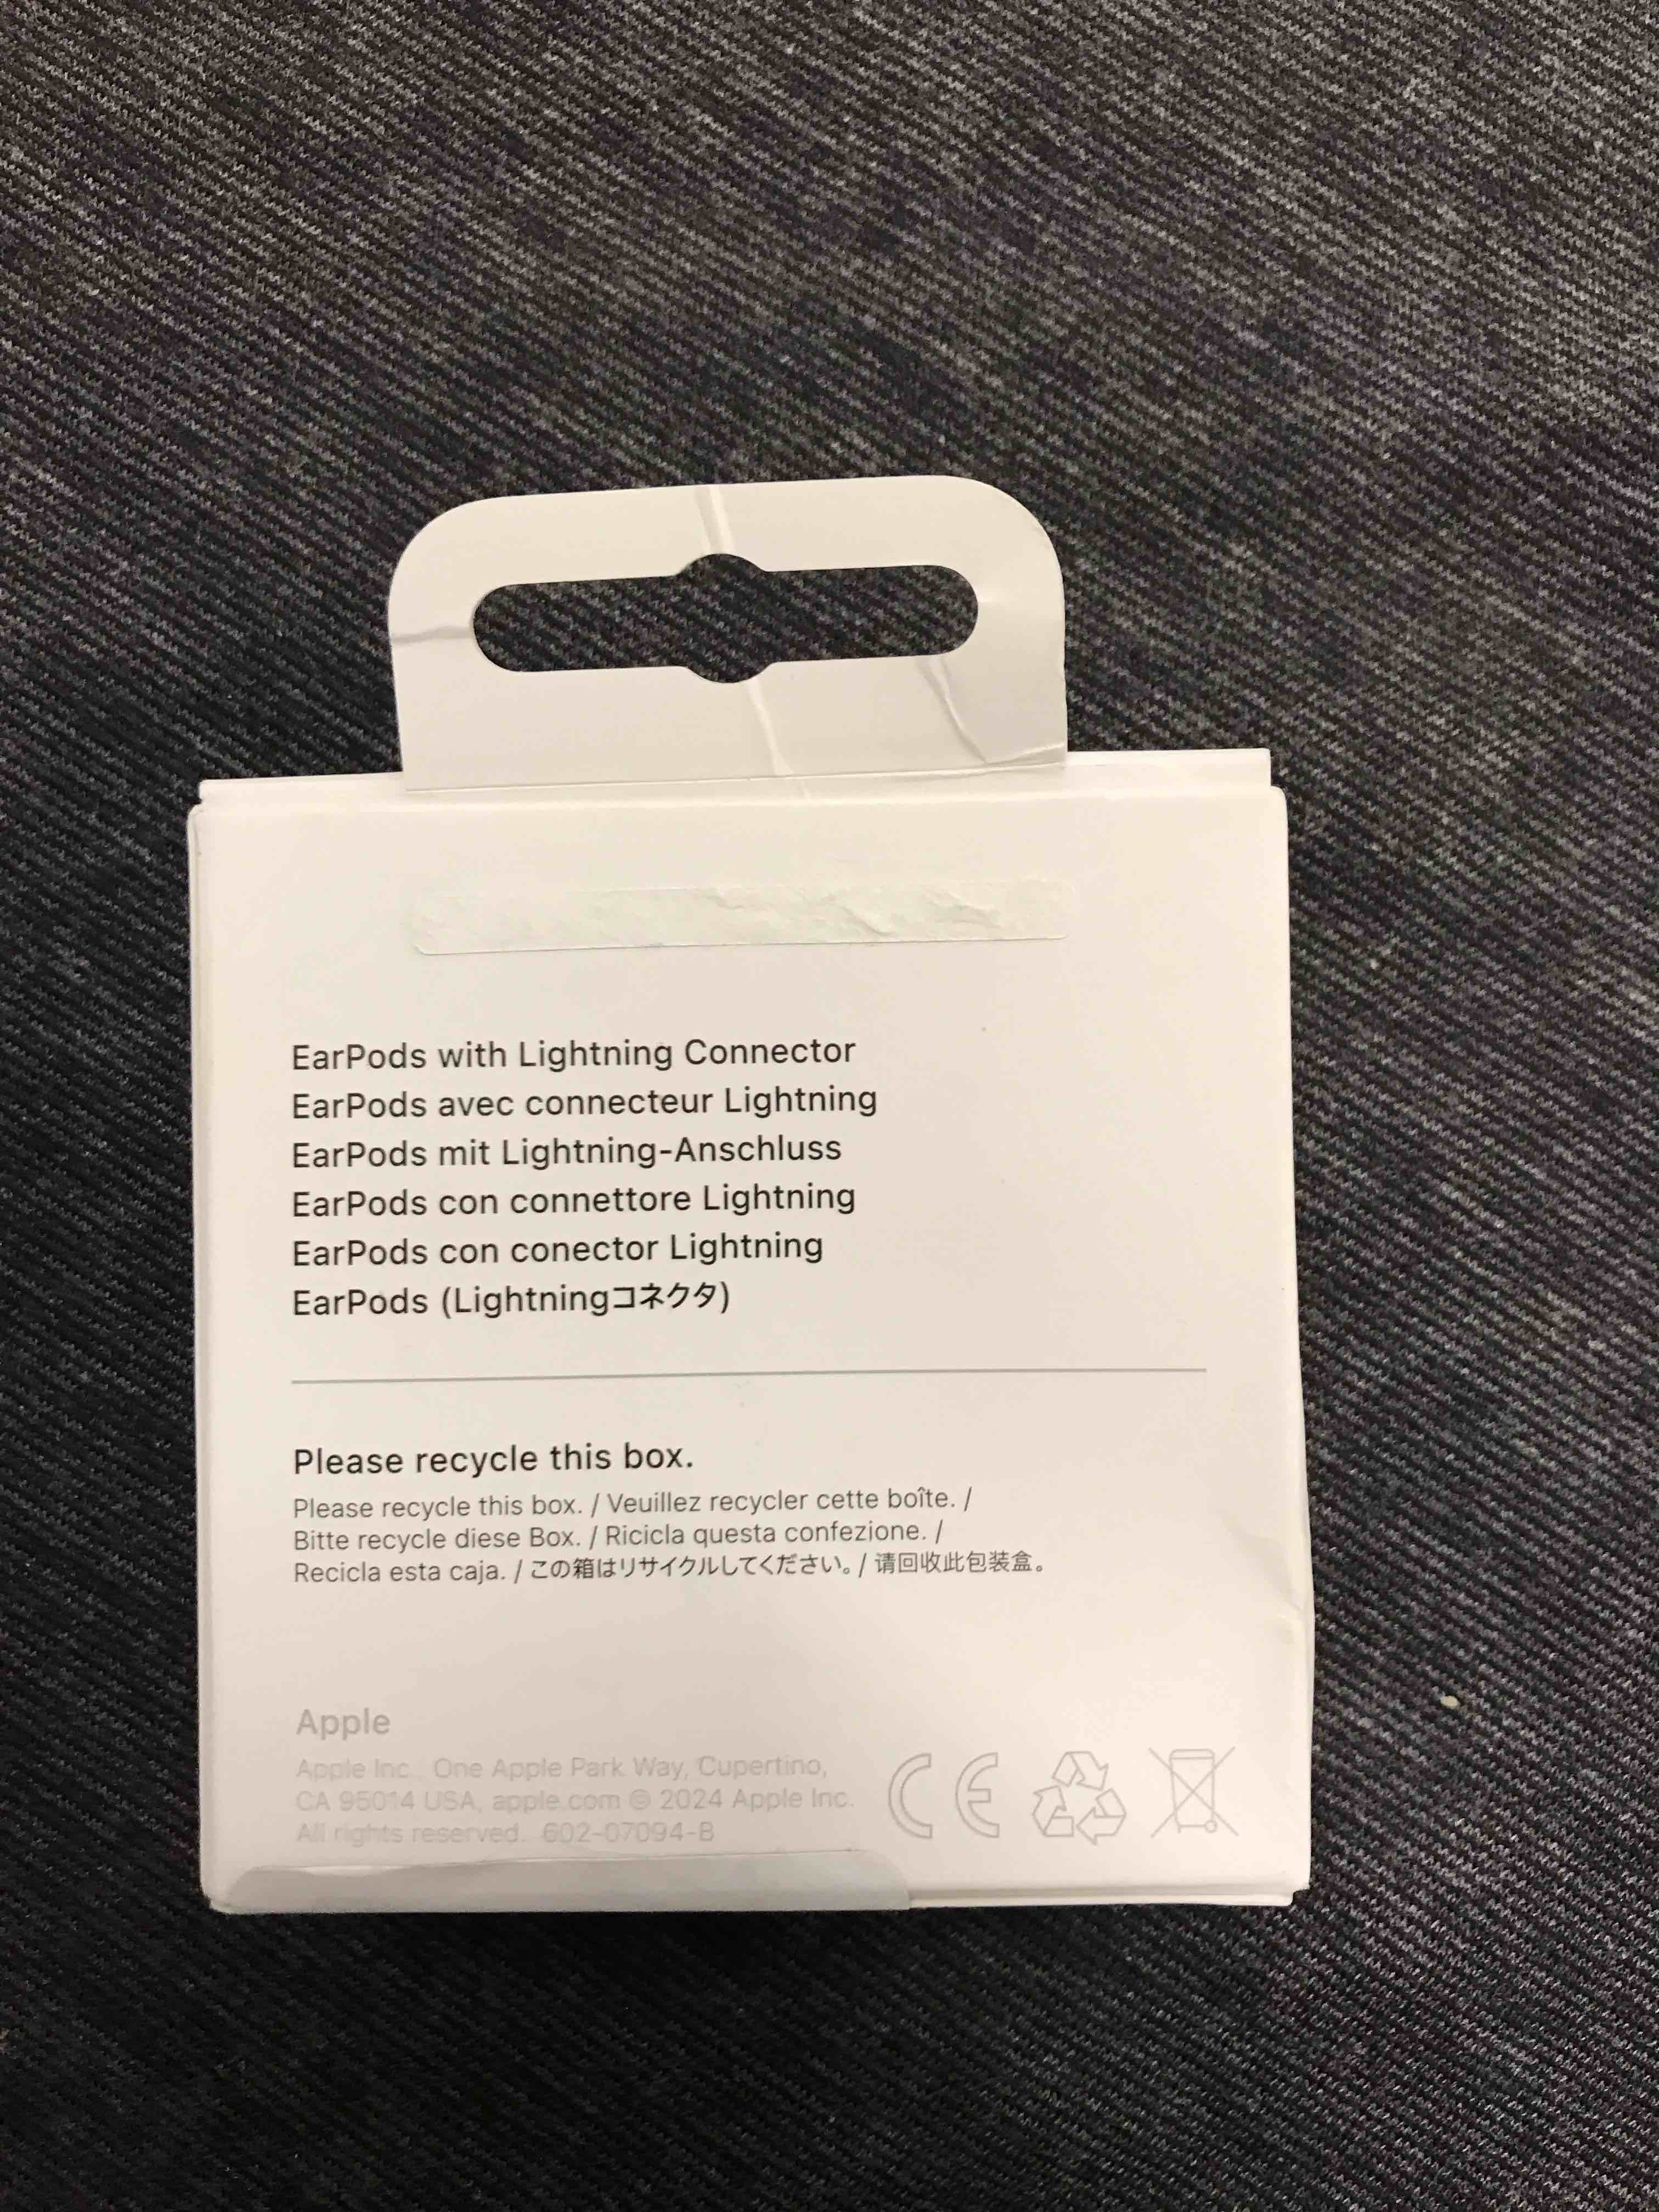 EarPods with Lightning Connector
EarPods avec connecteur Lightning
EarPods mit Lightning-Anschluss
EarPods con connettore Lightning
EarPods con conector Lightning
EarPods (Lightningコネクタ)
Please recycle this box.
Please recycle this box. / Veuillez recycler cette boîte. /
Bitte recycle diese Box. / Ricicla questa confezione. /
Recicla esta caja. / この箱はリサイクルしてください。/ 请回收此包装盒。
Apple
Apple Inc., One Apple Park Way, Cupertino,
CA 95014 USA, apple.com © 2024 Apple Inc.
All rights reserved. 602-07094-B
CE